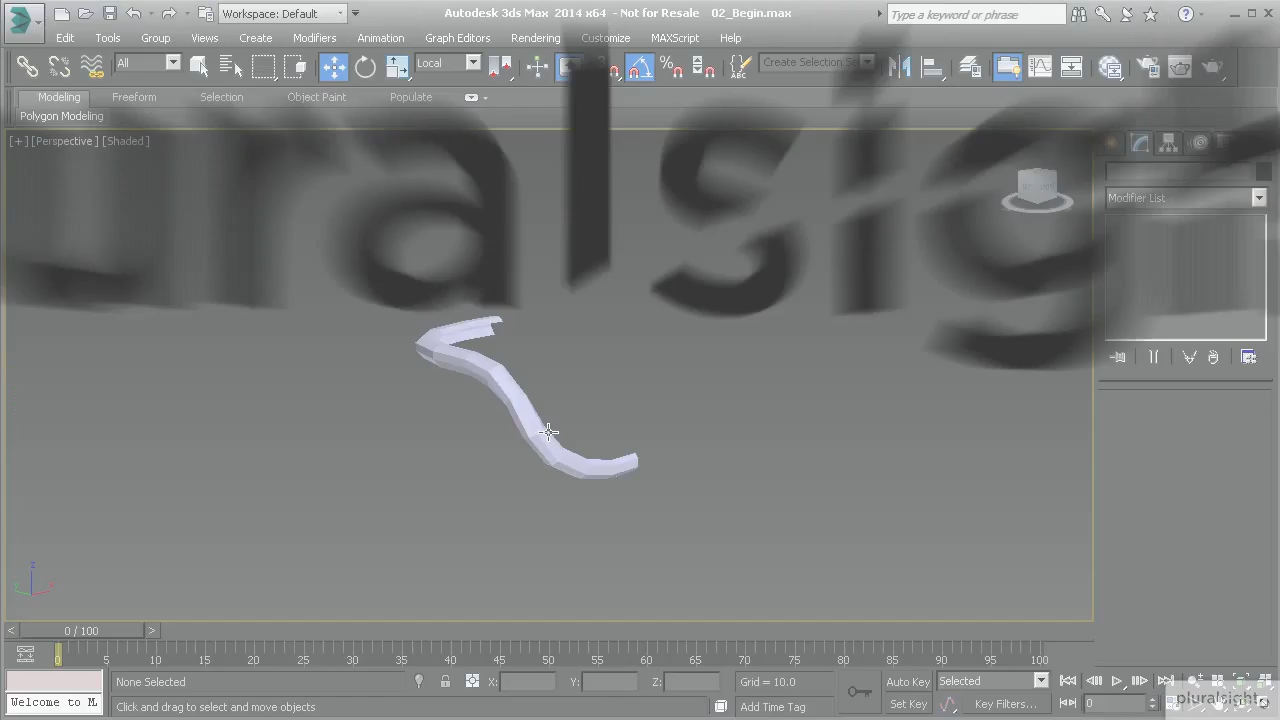 Autodesk 3ds Max 2014 x64 - Not for Resale 02_Begin.max
Workspace: Default
Type a keyword or phrase
Edit Tools Group Views Create Modifiers Animation Graph Editors Rendering Customize MAXScript Help
All
Local
Create Selection Se
Modeling Freeform Selection Object Paint Populate
Polygon Modeling
[+] [Perspective ] [Shaded ]
Modifier List
z
y
x
0 / 100
0 5 10 15 20 25 30 35 40 45 50 55 60 65 70 75 80 85 90 95 100
None Selected
X:
Y:
Z:
Grid = 10.0
Auto Key
Selected
Welcome to M
Click and drag to select and move objects
Add Time Tag
Set Key
Key Filters...
0
pluralsight